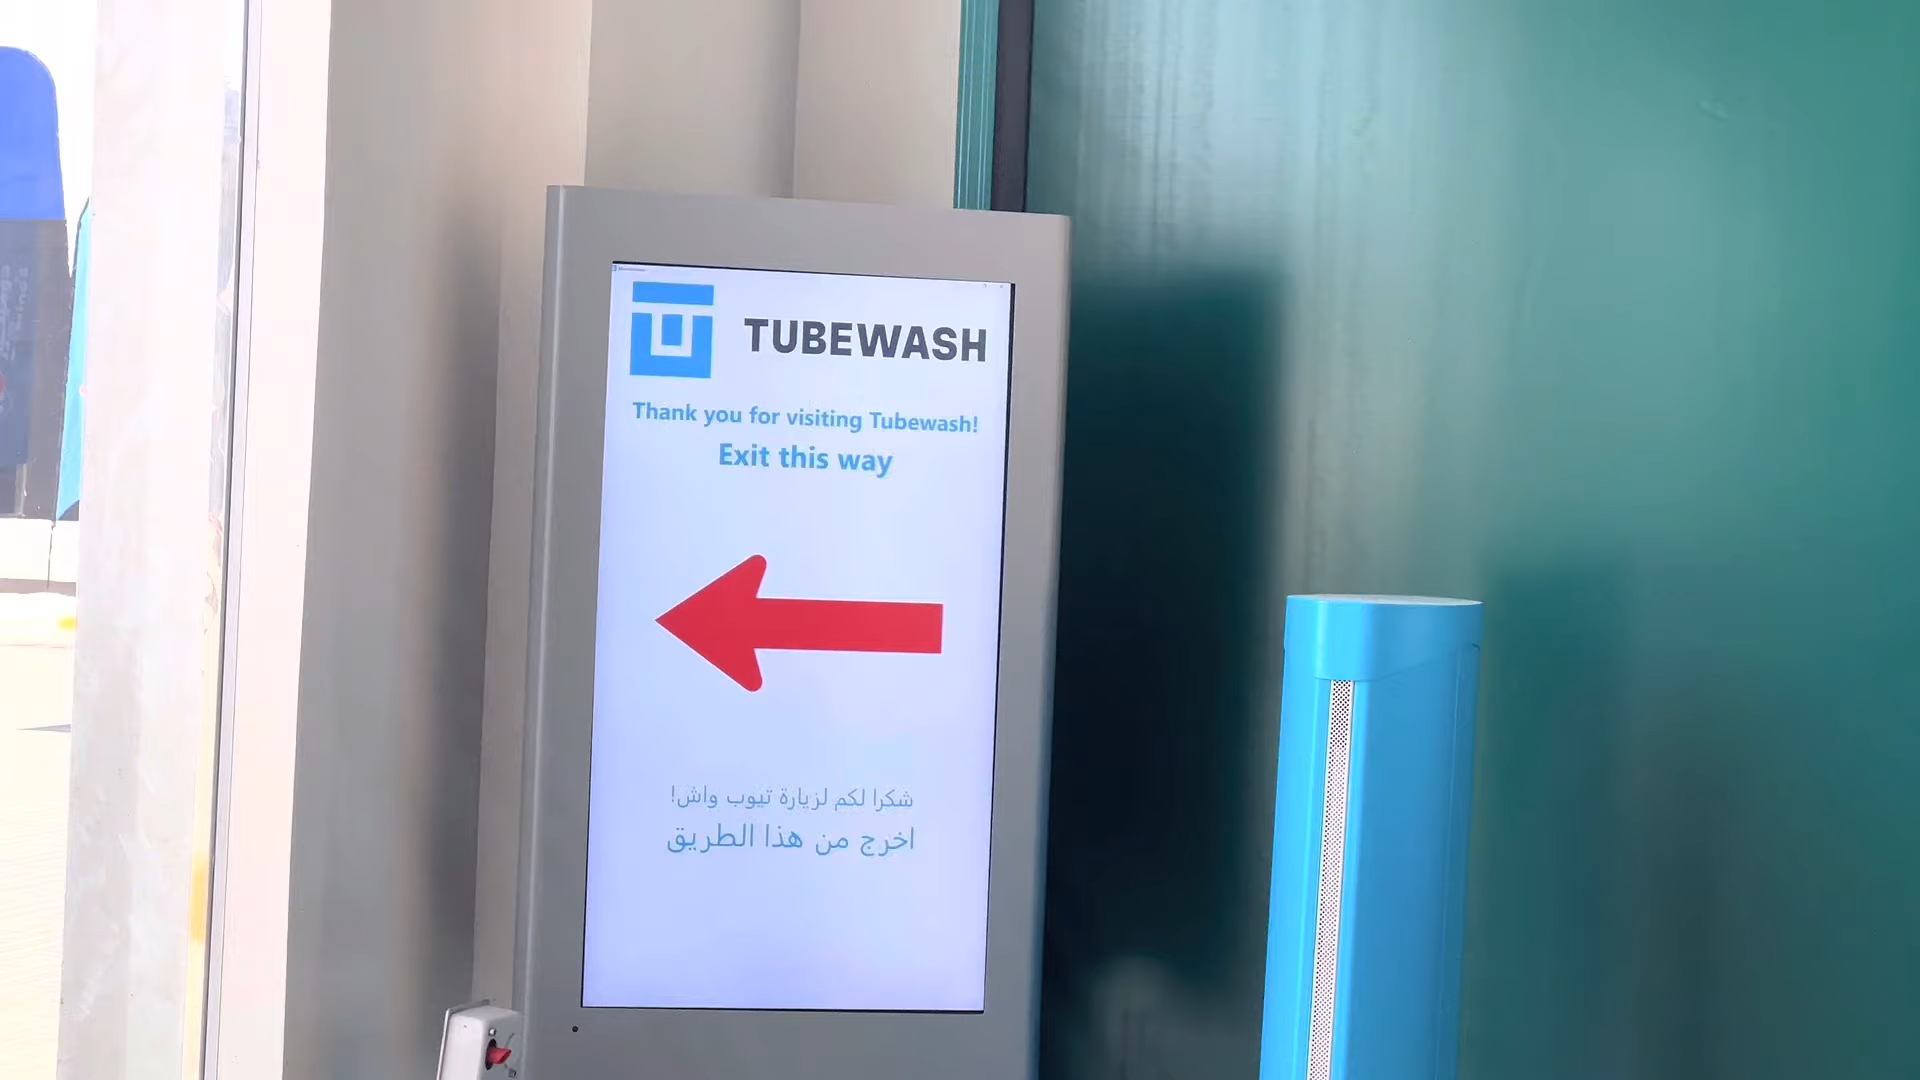 TUBEWASH
Thank you for visiting Tubewash!
Exit this way
شكرا لكم لزيارة تيوب واش!
اخرج من هذا الطريق